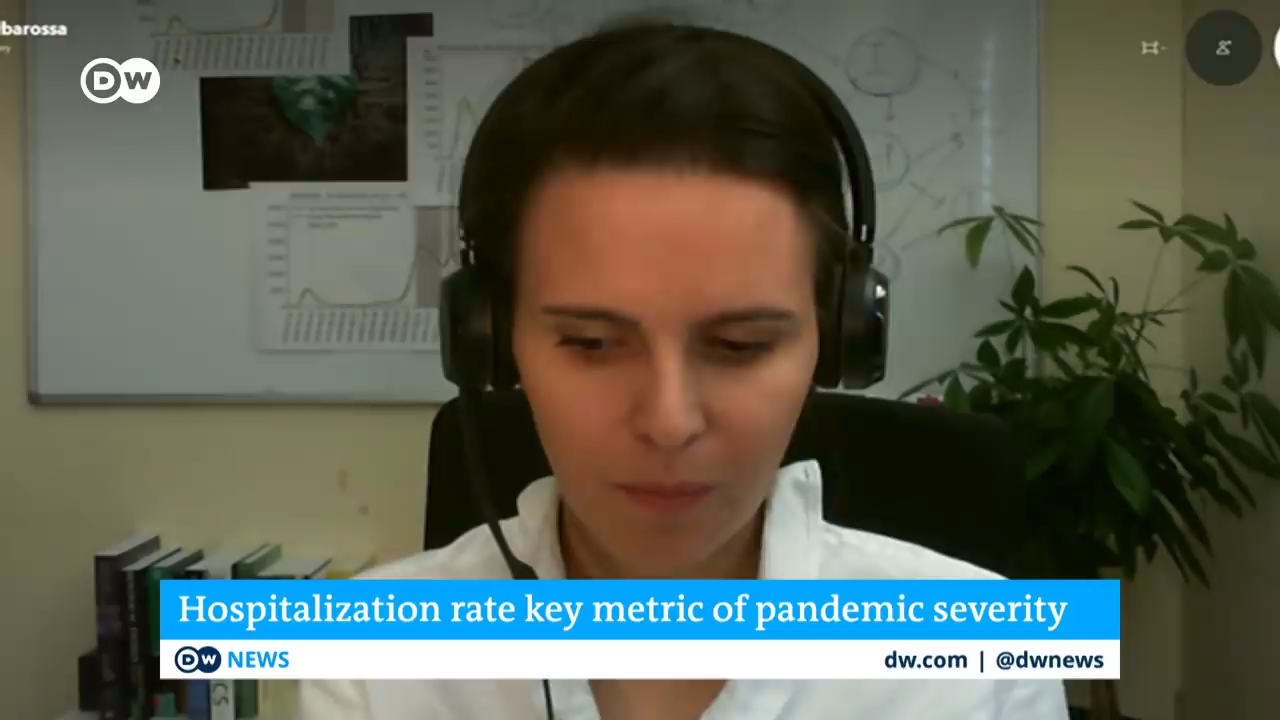 barossa
DW
Hospitalization rate key metric of pandemic severity
DW NEWS
dw.com | @dwnews